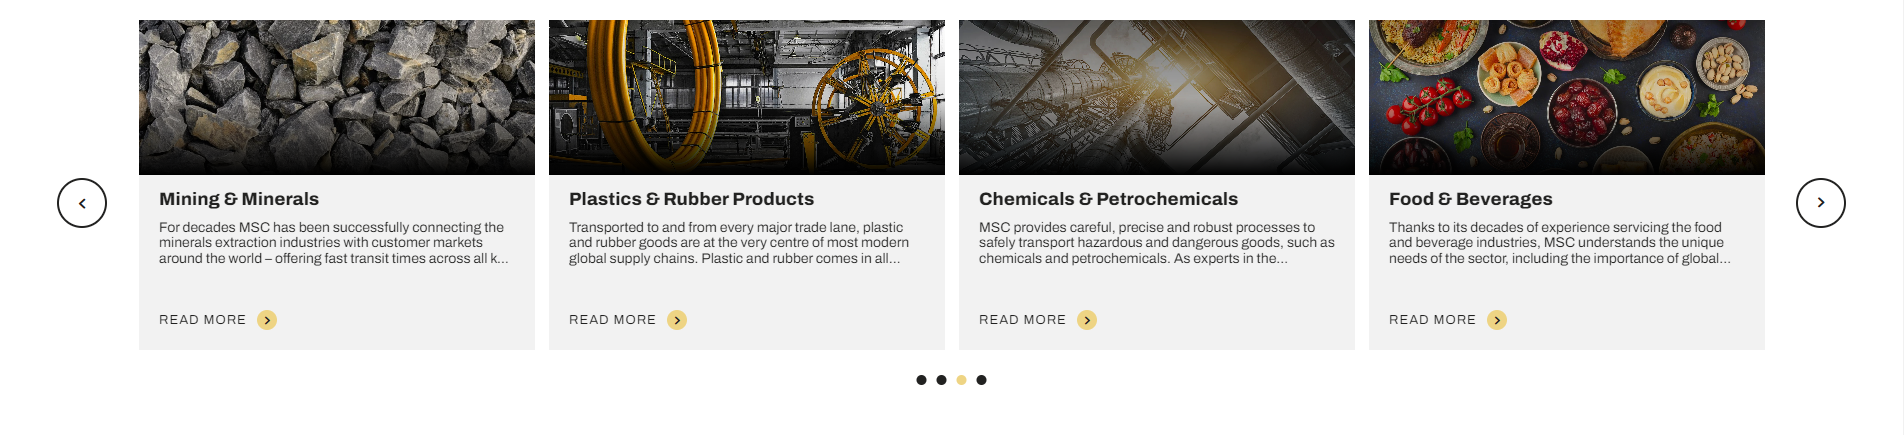 Mining & Minerals
For decades MSC has been successfully connecting the
minerals extraction industries with customer markets
around the world – offering fast transit times across all k...
READ MORE
Plastics & Rubber Products
Transported to and from every major trade lane, plastic
and rubber goods are at the very centre of most modern
global supply chains. Plastic and rubber comes in all...
READ MORE
Chemicals & Petrochemicals
MSC provides careful, precise and robust processes to
safely transport hazardous and dangerous goods, such as
chemicals and petrochemicals. As experts in the...
READ MORE
Food & Beverages
Thanks to its decades of experience servicing the food
and beverage industries, MSC understands the unique
needs of the sector, including the importance of global...
READ MORE